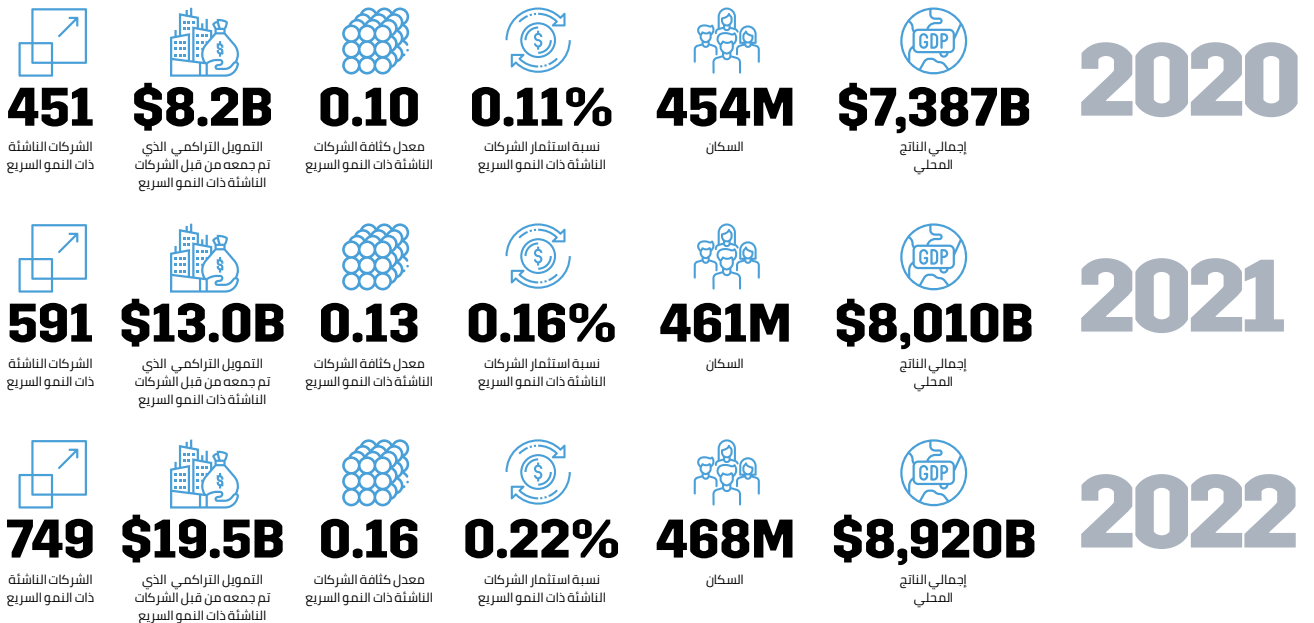 2020
GDP
$7,387B
إجمالي الناتج
المحلي
454M
السكان
$
0.11%
نسبة استثمار الشركات
الناشئة ذات النمو السريع
0.10
معدل كثافة الشركات
الناشئة ذات النمو السريع
$
$8.2B
التمويل التراكمي الذي
تم جمعه من قبل الشركات
الناشئة ذات النمو السريع
451
الشركات الناشئة
ذات النمو السريع
2021
GDP
$8,010B
إجمالي الناتج
المحلي
461M
السكان
$
0.16%
نسبة استثمار الشركات
الناشئة ذات النمو السريع
0.13
معدل كثافة الشركات
الناشئة ذات النمو السريع
$
$13.0B
التمويل التراكمي الذي
تم جمعه من قبل الشركات
الناشئة ذات النمو السريع
591
الشركات الناشئة
ذات النمو السريع
2022
GDP
$8,920B
إجمالي الناتج
المحلي
468M
السكان
$
0.22%
نسبة استثمار الشركات
الناشئة ذات النمو السريع
0.16
معدل كثافة الشركات
الناشئة ذات النمو السريع
$
$19.5B
التمويل التراكمي الذي
تم جمعه من قبل الشركات
الناشئة ذات النمو السريع
749
الشركات الناشئة
ذات النمو السريع